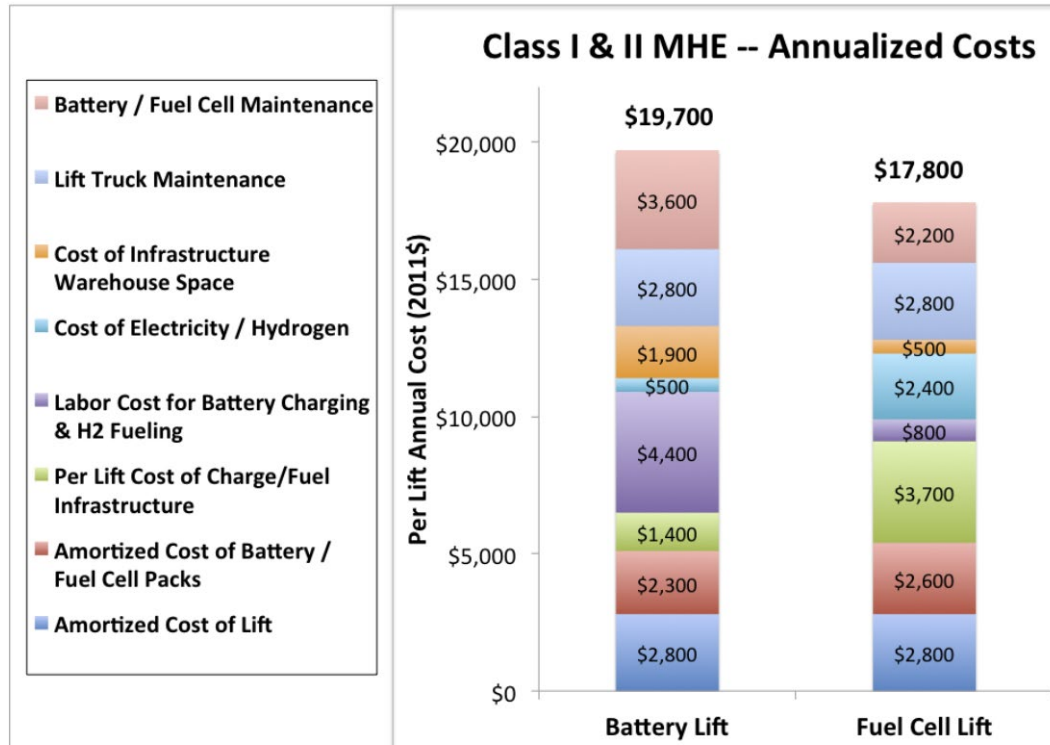 Class I & II MHE -- Annualized Costs
Battery / Fuel Cell Maintenance
Lift Truck Maintenance
Cost of Infrastructure
Warehouse Space
Cost of Electricity / Hydrogen
Labor Cost for Battery Charging
& H2 Fueling
Per Lift Cost of Charge/Fuel
Infrastructure
Amortized Cost of Battery /
Fuel Cell Packs
Amortized Cost of Lift
Per Lift Annual Cost (2011$)
$20,000
$15,000
$10,000
$5,000
$0
$19,700
$3,600
$2,800
$1,900
$500
$4,400
$1,400
$2,300
$2,800
Battery Lift
$17,800
$2,200
$2,800
$500
$2,400
$800
$3,700
$2,600
$2,800
Fuel Cell Lift